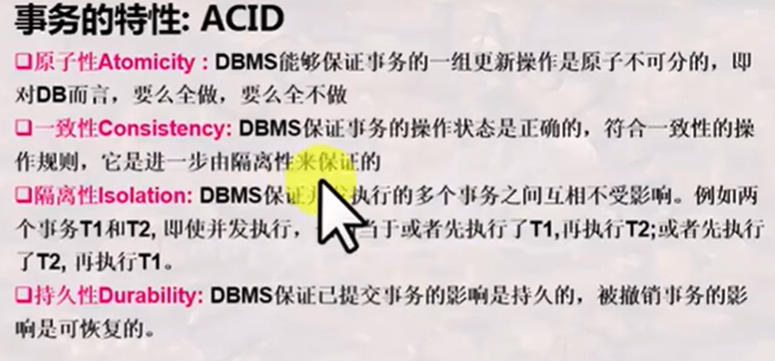 事务的特性: ACID
❑原子性Atomicity : DBMS能够保证事务的一组更新操作是原子不可分的，即
对DB而言，要么全做，要么全不做
❑一致性Consistency: DBMS保证事务的操作状态是正确的，符合一致性的操
作规则，它是进一步由隔离性来保证的
❑隔离性Isolation: DBMS保证并发执行的多个事务之间互相不受影响。例如两
个事务T1和T2, 即使并发执行，当于或者先执行了T1,再执行T2;或者先执行
了T2, 再执行T1。
❑持久性Durability: DBMS保证已提交事务的影响是持久的，被撤销事务的影
响是可恢复的。